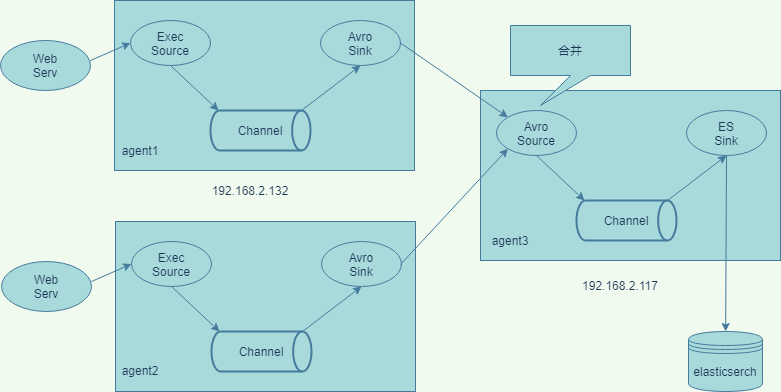 Web
Serv
Exec
Source
Avro
Sink
Channel
agent1
192.168.2.132
Web
Serv
Exec
Source
Avro
Sink
Channel
agent2
合并
Avro
Source
ES
Sink
Channel
agent3
192.168.2.117
elasticserch